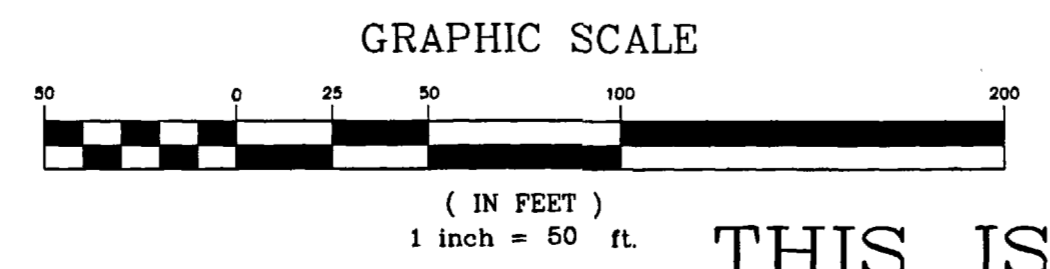 GRAPHIC SCALE
50 0 25 50 100 200
( IN FEET )
1 inch = 50 ft.
THIS IS